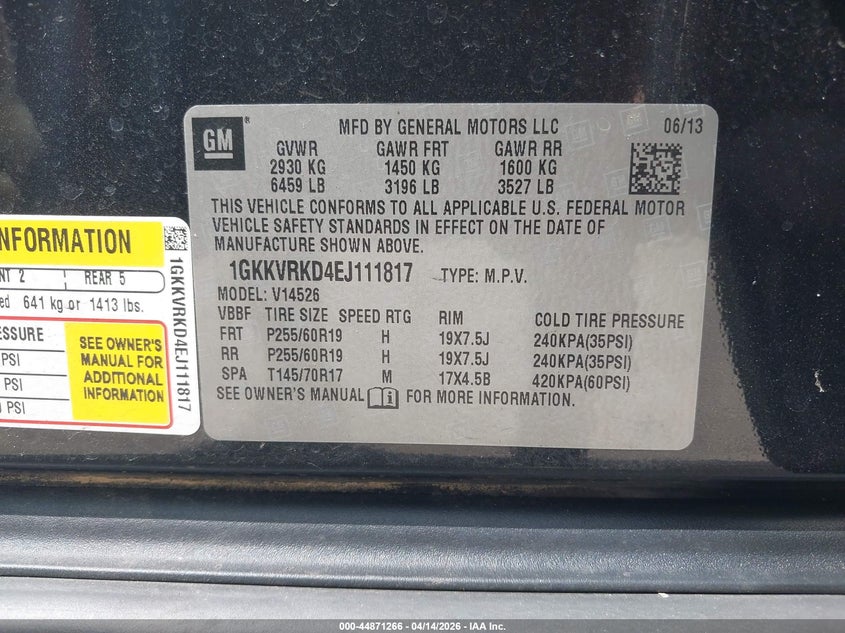 GM
®
MFD BY GENERAL MOTORS LLC 06/13
GVWR GAWR FRT GAWR RR
2930 KG 1450 KG 1600 KG
6459 LB 3196 LB 3527 LB
THIS VEHICLE CONFORMS TO ALL APPLICABLE U.S. FEDERAL MOTOR
VEHICLE SAFETY STANDARDS IN EFFECT ON THE DATE OF
MANUFACTURE SHOWN ABOVE.
1GKKVRKD4EJ111817 TYPE: M.P.V.
MODEL: V14526
VBBF TIRE SIZE SPEED RTG RIM COLD TIRE PRESSURE
FRT P255/60R19 H 19X7.5J 240KPA(35PSI)
RR P255/60R19 H 19X7.5J 240KPA(35PSI)
SPA T145/70R17 M 17X4.5B 420KPA(60PSI)
SEE OWNER'S MANUAL i FOR MORE INFORMATION.
INFORMATION
NT 2 REAR 5
ed 641 kg or 1413 lbs.
ESSURE
PSI
PSI
PSI
SEE OWNER'S
MANUAL FOR
ADDITIONAL
INFORMATION
1GKKVRKD4EJ111817
000-44871266 - 04/14/2026 - IAA Inc.